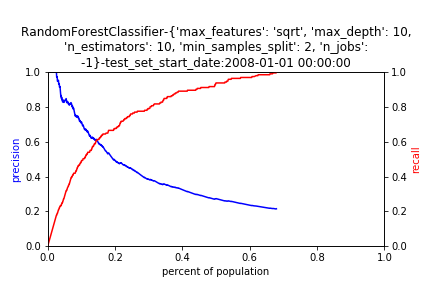 RandomForestClassifier-{'max_features': 'sqrt', 'max_depth': 10,
'n_estimators': 10, 'min_samples_split': 2, 'n_jobs':
-1}-test_set_start_date:2008-01-01 00:00:00
1.0
0.8
0.6
0.4
0.2
0.0
precision
1.0
0.8
0.6
0.4
0.2
0.0
recall
0.0 0.2 0.4 0.6 0.8 1.0
percent of population